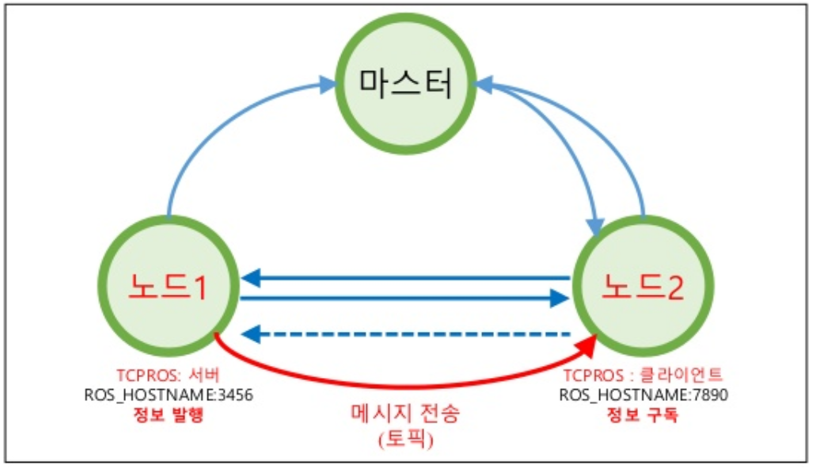 마스터
노드1
노드2
TCPROS: 서버
ROS_HOSTNAME:3456
정보 발행
TCPROS : 클라이언트
ROS_HOSTNAME:7890
정보 구독
메시지 전송
(토픽)